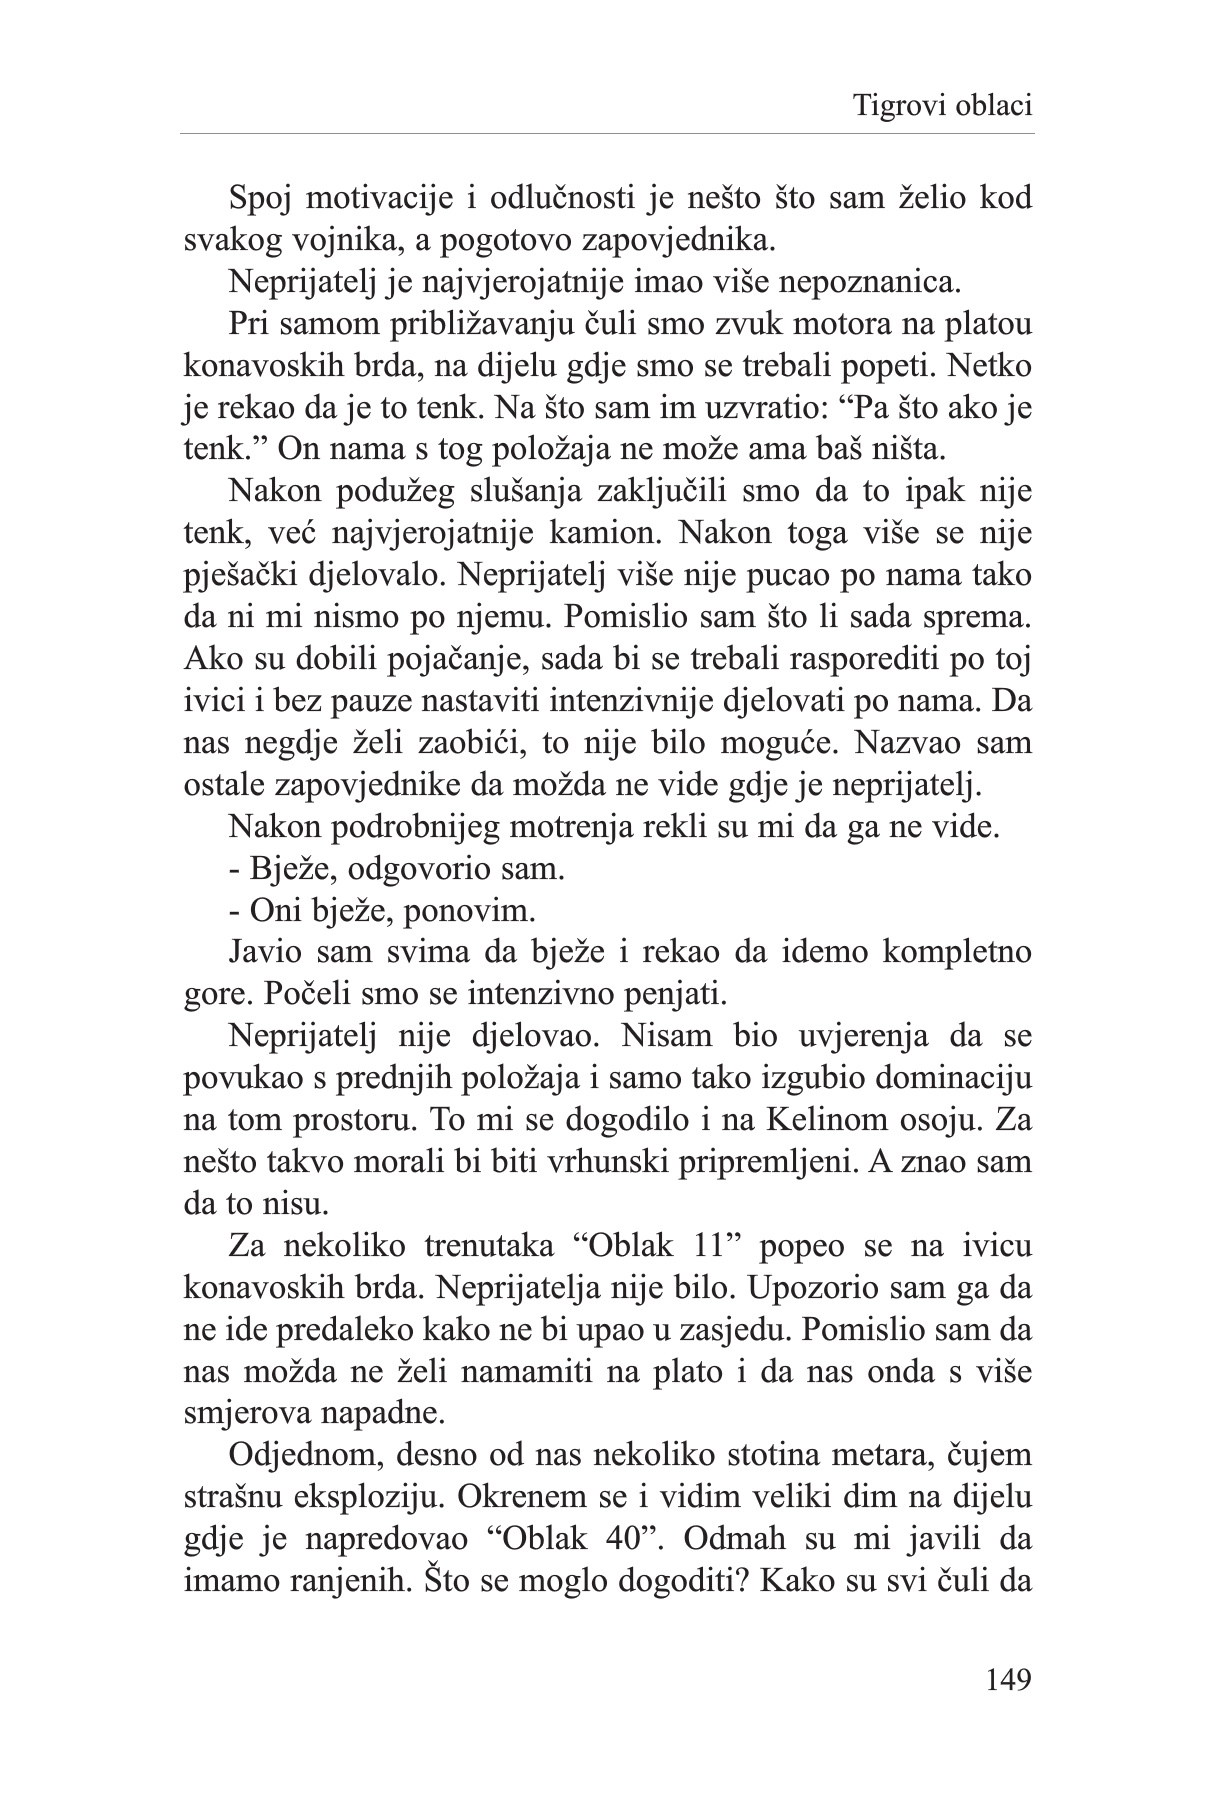 Tigrovi oblaci
Spoj motivacije i odlučnosti je nešto što sam želio kod
svakog vojnika, a pogotovo zapovjednika.
Neprijatelj je najvjerojatnije imao više nepoznanica.
Pri samom približavanju čuli smo zvuk motora na platou
konavoskih brda, na dijelu gdje smo se trebali popeti. Netko
je rekao da je to tenk. Na što sam im uzvratio: “Pa što ako je
tenk.” On nama s tog položaja ne može ama baš ništa.
Nakon podužeg slušanja zaključili smo da to ipak nije
tenk, već najvjerojatnije kamion. Nakon toga više se nije
pješački djelovalo. Neprijatelj više nije pucao po nama tako
da ni mi nismo po njemu. Pomislio sam što li sada sprema.
Ako su dobili pojačanje, sada bi se trebali rasporediti po toj
ivici i bez pauze nastaviti intenzivnije djelovati po nama. Da
nas negdje želi zaobići, to nije bilo moguće. Nazvao sam
ostale zapovjednike da možda ne vide gdje je neprijatelj.
Nakon podrobnijeg motrenja rekli su mi da ga ne vide.
- Bježe, odgovorio sam.
- Oni bježe, ponovim.
Javio sam svima da bježe i rekao da idemo kompletno
gore. Počeli smo se intenzivno penjati.
Neprijatelj nije djelovao. Nisam bio uvjerenja da se
povukao s prednjih položaja i samo tako izgubio dominaciju
na tom prostoru. To mi se dogodilo i na Kelinom osoju. Za
nešto takvo morali bi biti vrhunski pripremljeni. A znao sam
da to nisu.
Za nekoliko trenutaka “Oblak 11” popeo se na ivicu
konavoskih brda. Neprijatelja nije bilo. Upozorio sam ga da
ne ide predaleko kako ne bi upao u zasjedu. Pomislio sam da
nas možda ne želi namamiti na plato i da nas onda s više
smjerova napadne.
Odjednom, desno od nas nekoliko stotina metara, čujem
strašnu eksploziju. Okrenem se i vidim veliki dim na dijelu
gdje je napredovao “Oblak 40”. Odmah su mi javili da
imamo ranjenih. Što se moglo dogoditi? Kako su svi čuli da
149